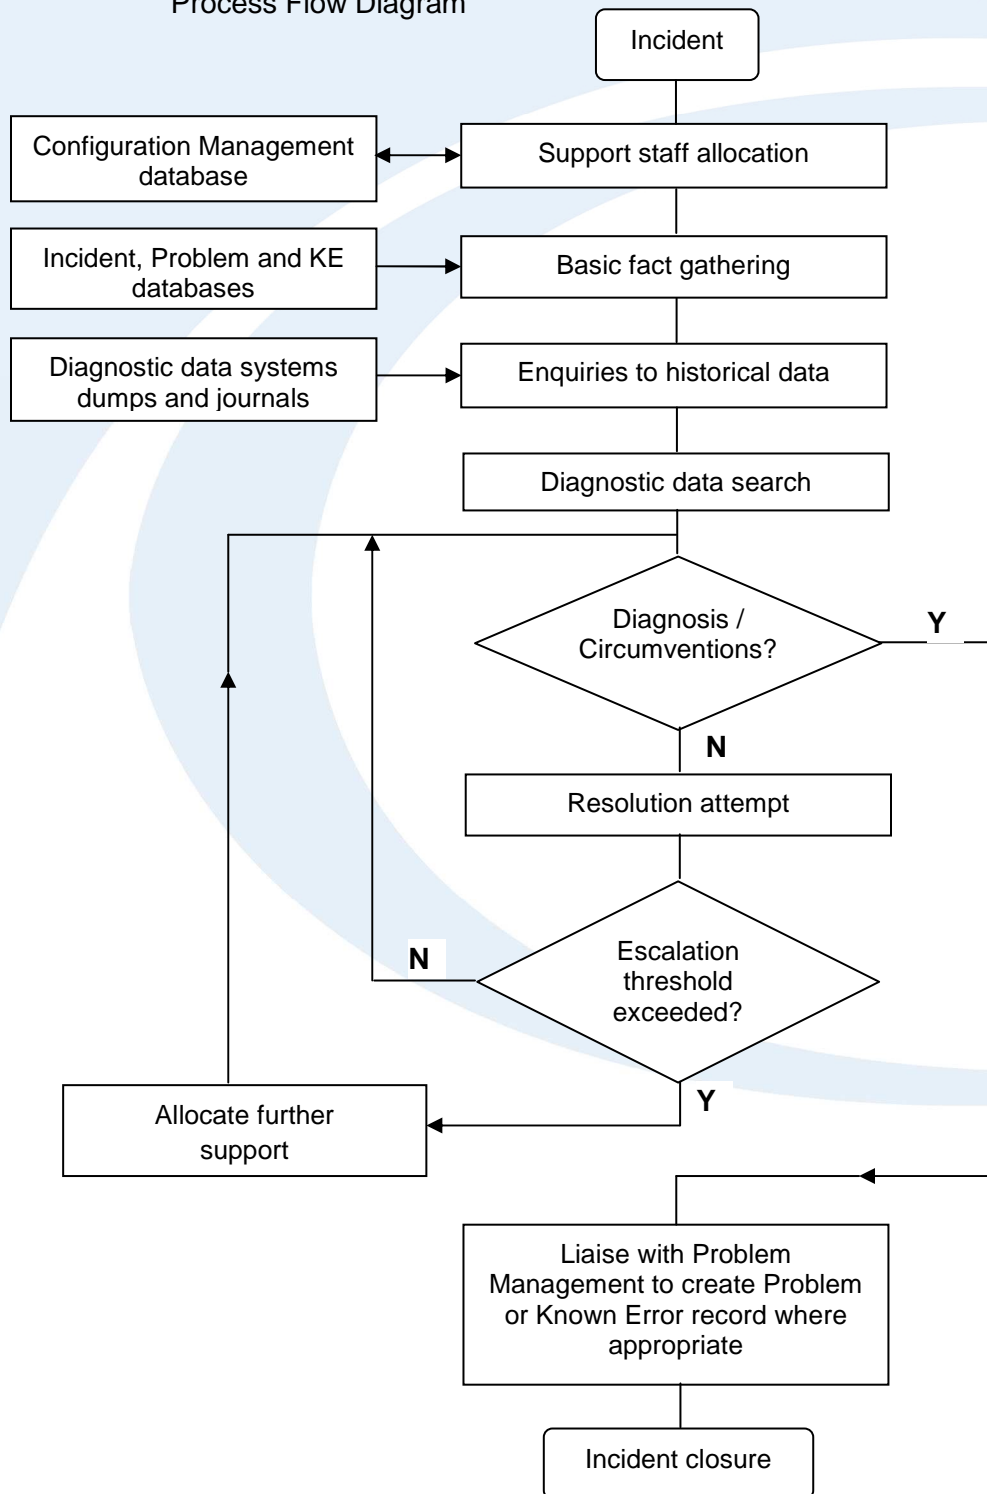 Process Flow Diagram
Incident
Configuration Management
database
Support staff allocation
Incident, Problem and KE
databases
Basic fact gathering
Diagnostic data systems
dumps and journals
Enquiries to historical data
Diagnostic data search
Diagnosis /
Circumventions?
Y
N
Resolution attempt
Escalation
threshold
exceeded?
N
Y
Allocate further
support
Liaise with Problem
Management to create Problem
or Known Error record where
appropriate
Incident closure